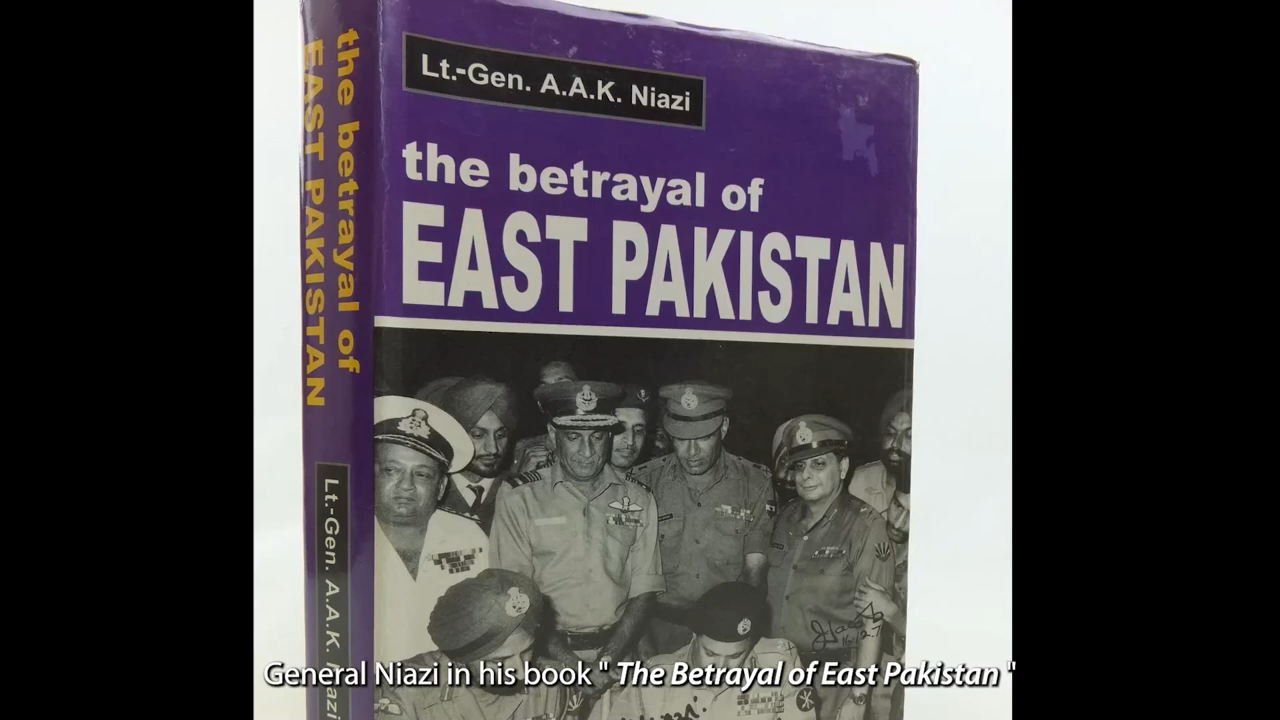 Lt.-Gen. A.A.K. Niazi
the betrayal of
EAST PAKISTAN
the betrayal of
EAST PAKISTAN
Lt.-Gen. A.A.K. Niazi
General Niazi in his book " The Betrayal of East Pakistan "